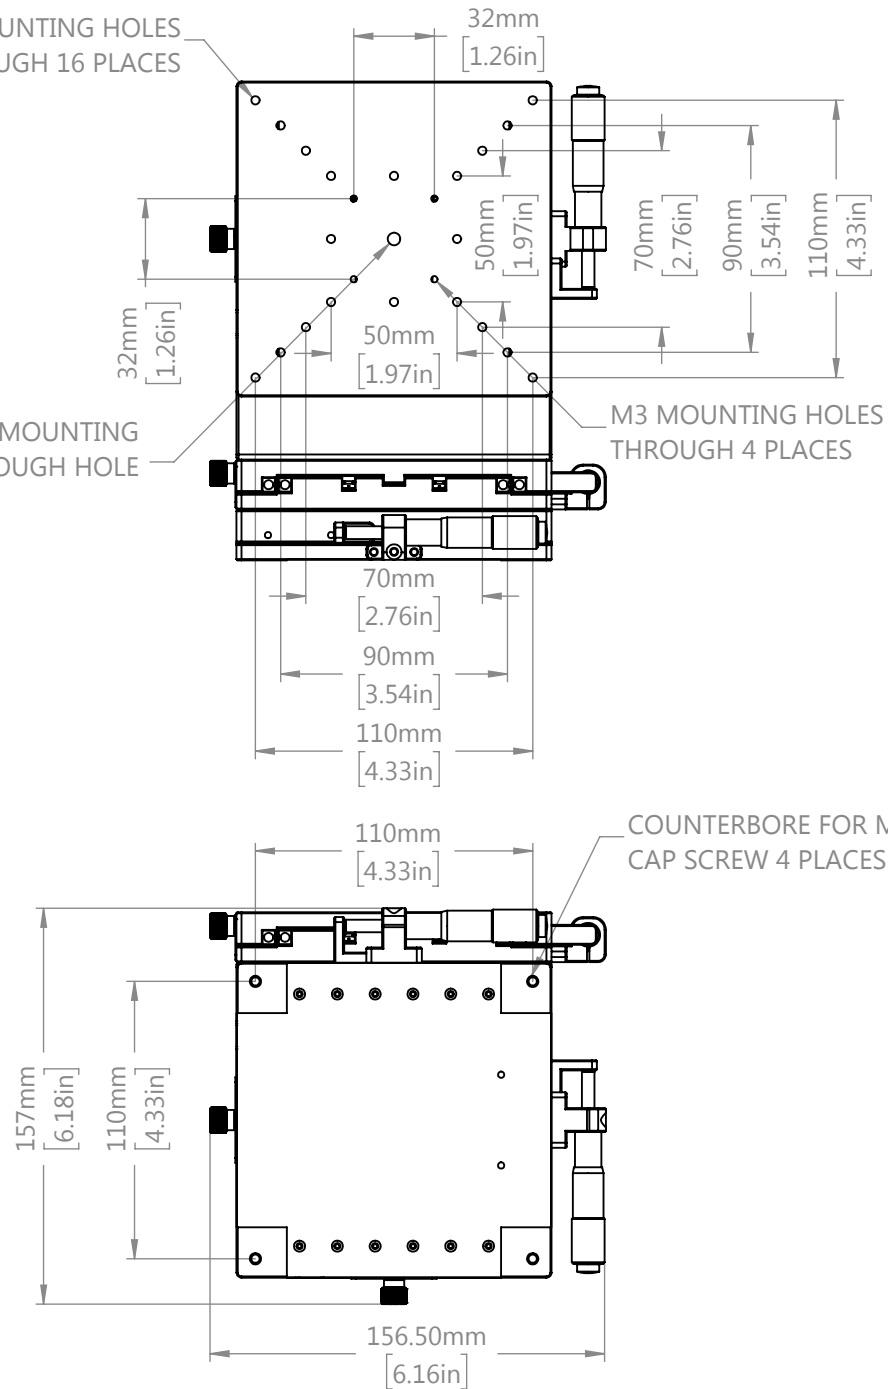 32mm
[1.26in]
HOLES
16 PLACES
50mm
[1.97in]
70mm
[2.76in]
90mm
[3.54in]
110mm
[4.33in]
32mm
[1.26in]
50mm
[1.97in]
MOUNTING
HOLE
M3 MOUNTING HOLES
THROUGH 4 PLACES
70mm
[2.76in]
90mm
[3.54in]
110mm
[4.33in]
110mm
[4.33in]
COUNTERBORE FOR
CAP SCREW 4 PLACES
157mm
[6.18in]
110mm
[4.33in]
156.50mm
[6.16in]